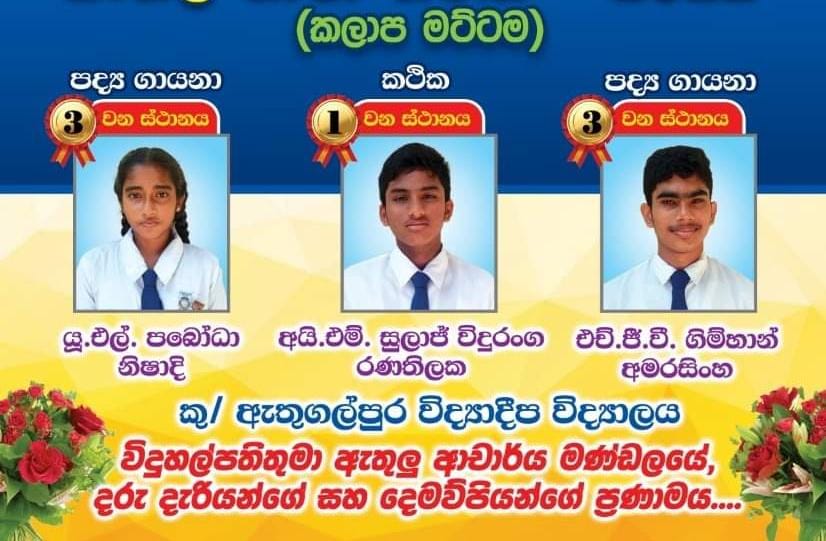 (කලාප මට්ටම)
පද්‍ය ගායනා
3 වන ස්ථානය
යූ.එල්. පබෝධා
නිෂාදි
කථික
1 වන ස්ථානය
අයි.එම්. සුලාජ් විදුරංග
රණතිලක
පද්‍ය ගායනා
3 වන ස්ථානය
එච්.ජී.වී. ගිම්හාන්
අමරසිංහ
කු/ ඇතුගල්පුර විද්‍යාදීප විද්‍යාලය
විදුහල්පතිතුමා ඇතුලු ආචාර්ය මණ්ඩලයේ,
දරු දැරියන්ගේ සහ දෙමව්පියන්ගේ ප්‍රණාමය....